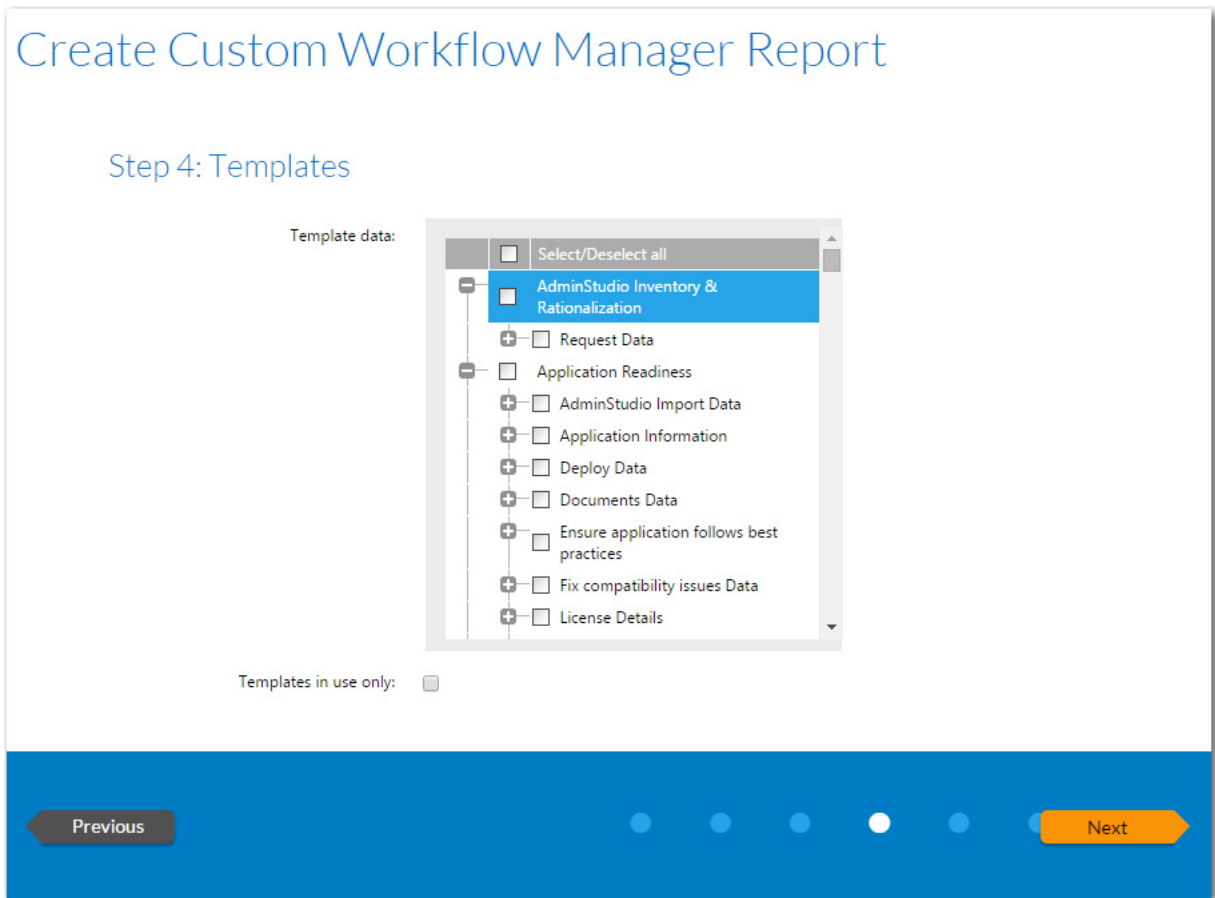 Create Custom Workflow Manager Report
Step 4: Templates
Template data:
Select/Deselect all
AdminStudio Inventory &
Rationalization
Request Data
Application Readiness
AdminStudio Import Data
Application Information
Deploy Data
Documents Data
Ensure application follows best
practices
Fix compatibility issues Data
License Details
Templates in use only:
Previous
Next